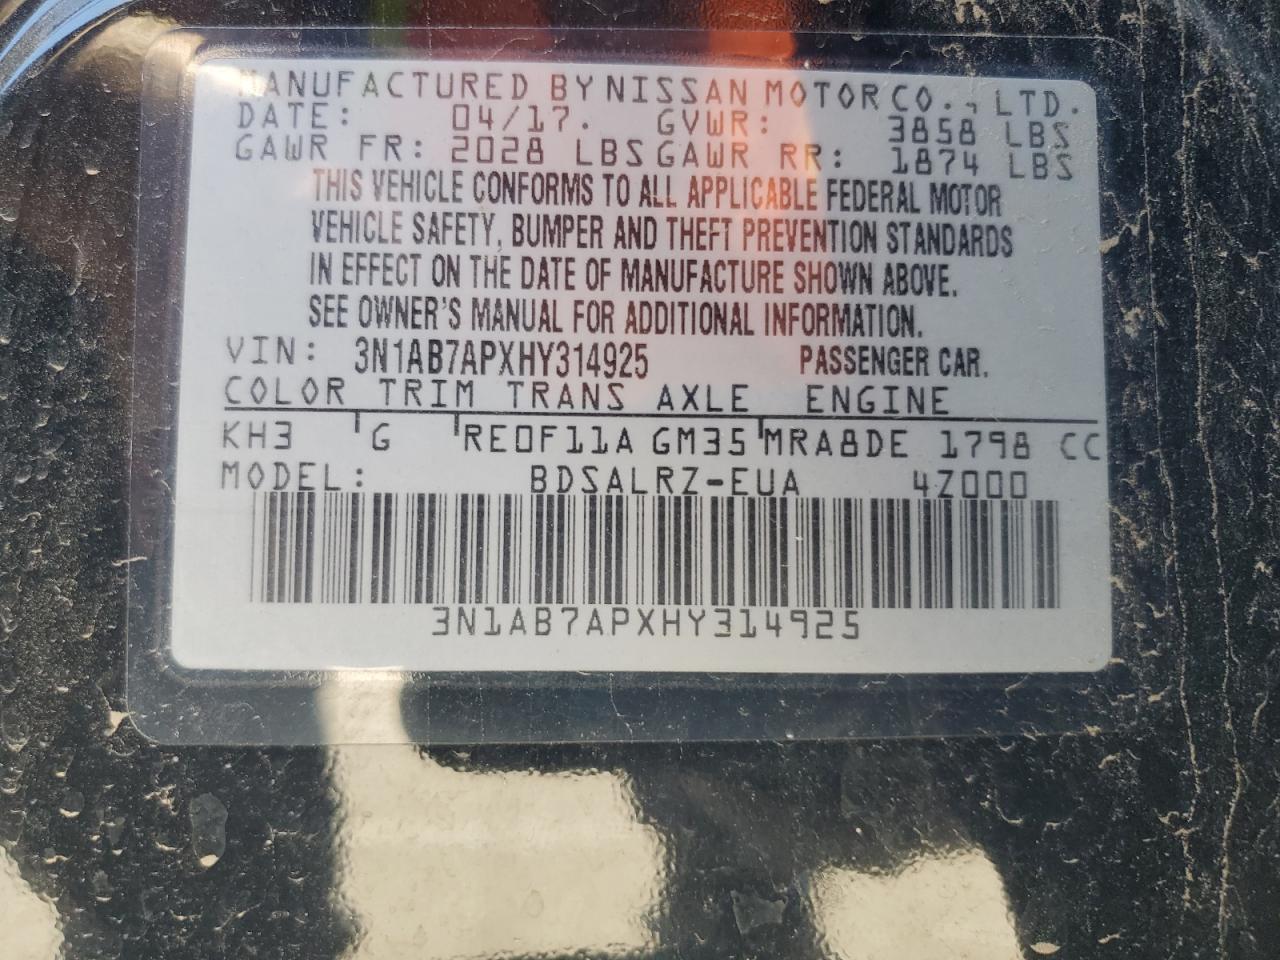 MANUFACTURED BY NISSAN MOTOR CO., LTD.
DATE: 04/17. GVWR: 3858 LBS
GAWR FR: 2028 LBS GAWR RR: 1874 LBS
THIS VEHICLE CONFORMS TO ALL APPLICABLE FEDERAL MOTOR
VEHICLE SAFETY, BUMPER AND THEFT PREVENTION STANDARDS
IN EFFECT ON THE DATE OF MANUFACTURE SHOWN ABOVE.
SEE OWNER'S MANUAL FOR ADDITIONAL INFORMATION.
VIN: 3N1AB7APXHY314925 PASSENGER CAR.
COLOR TRIM TRANS AXLE ENGINE
KH3 G RE0F11A GM35 MRA8DE 1798 CC
MODEL: BDSALRZ-EUA 4Z000
3N1AB7APXHY314925